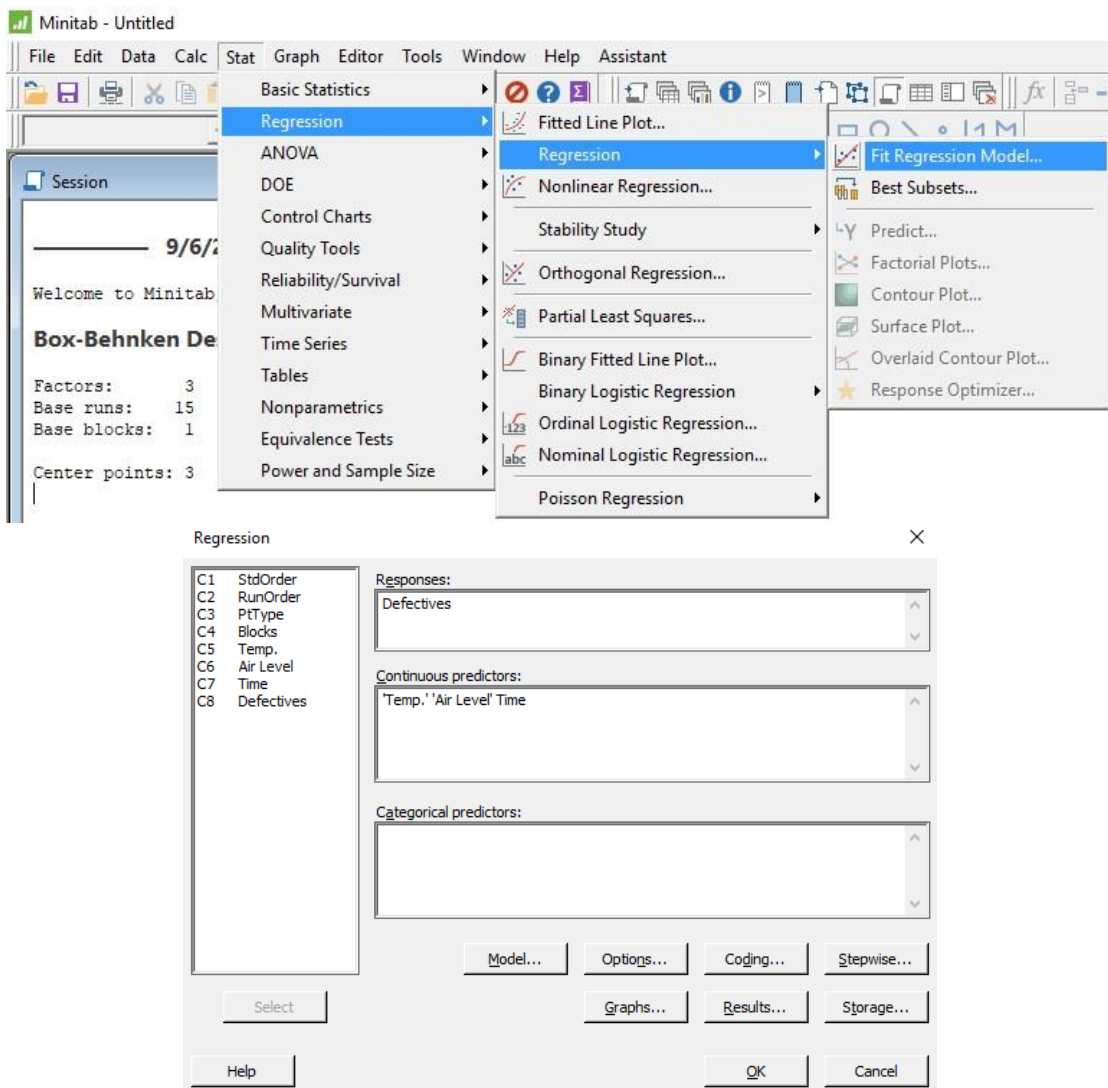 Minitab - Untitled
File Edit Data Calc Stat Graph Editor Tools Window Help Assistant
Basic Statistics
Regression
ANOVA
DOE
Control Charts
Quality Tools
Reliability/Survival
Multivariate
Time Series
Tables
Nonparametrics
Equivalence Tests
Power and Sample Size
Fitted Line Plot...
Regression
Nonlinear Regression...
Stability Study
Orthogonal Regression...
Partial Least Squares...
Binary Fitted Line Plot...
Binary Logistic Regression
Ordinal Logistic Regression...
Nominal Logistic Regression...
Poisson Regression
Fit Regression Model...
Best Subsets...
Predict...
Factorial Plots...
Contour Plot...
Surface Plot...
Overlaid Contour Plot...
Response Optimizer...
Session
9/6/2
Welcome to Minitab
Box-Behnken De
Factors: 3
Base runs: 15
Base blocks: 1
Center points: 3
Regression
C1 StdOrder
C2 RunOrder
C3 PtType
C4 Blocks
C5 Temp.
C6 Air Level
C7 Time
C8 Defectives
Responses:
Defectives
Continuous predictors:
'Temp.' 'Air Level' Time
Categorical predictors:
Model... Options... Coding... Stepwise...
Select Graphs... Results... Storage...
Help OK Cancel